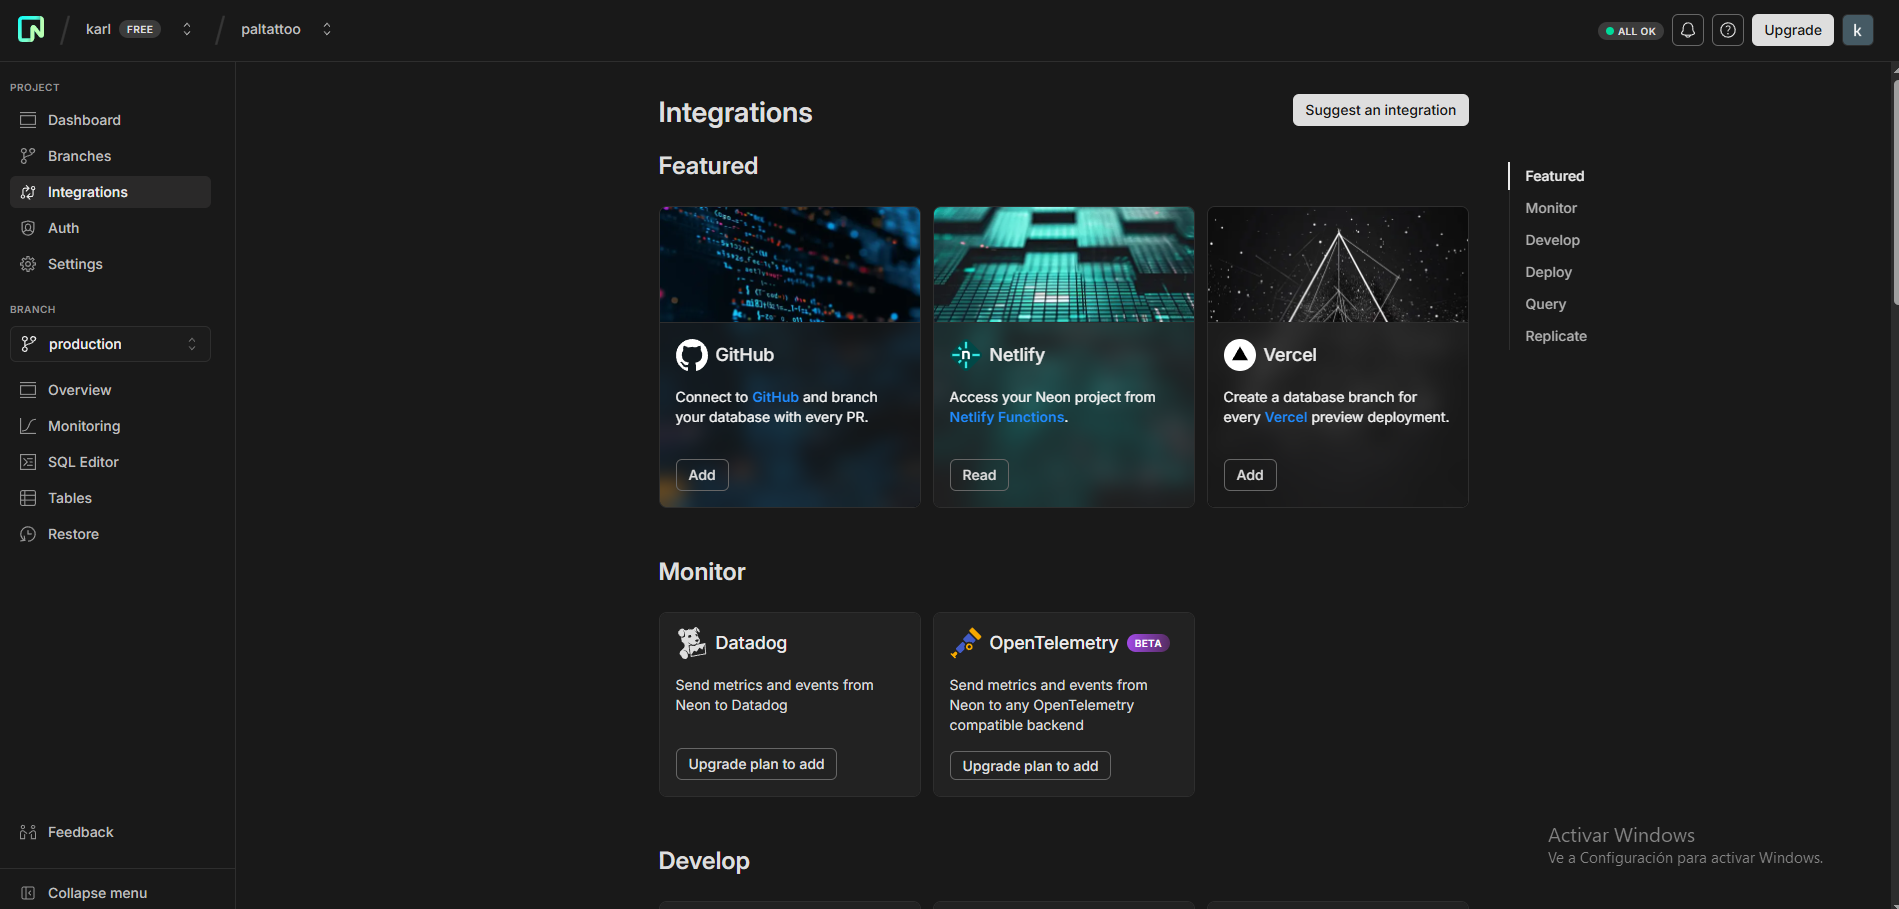 karl FREE
paltattoo
ALL OK
Upgrade
k
PROJECT
Dashboard
Branches
Integrations
Auth
Settings
BRANCH
production
Overview
Monitoring
SQL Editor
Tables
Restore
Feedback
Collapse menu
Integrations
Suggest an integration
Featured
GitHub
Connect to GitHub and branch
your database with every PR.
Add
Netlify
Access your Neon project from
Netlify Functions.
Read
Vercel
Create a database branch for
every Vercel preview deployment.
Add
Monitor
Datadog
Send metrics and events from
Neon to Datadog
Upgrade plan to add
OpenTelemetry BETA
Send metrics and events from
Neon to any OpenTelemetry
compatible backend
Upgrade plan to add
Develop
Featured
Monitor
Develop
Deploy
Query
Replicate
Activar Windows
Ve a Configuración para activar Windows.